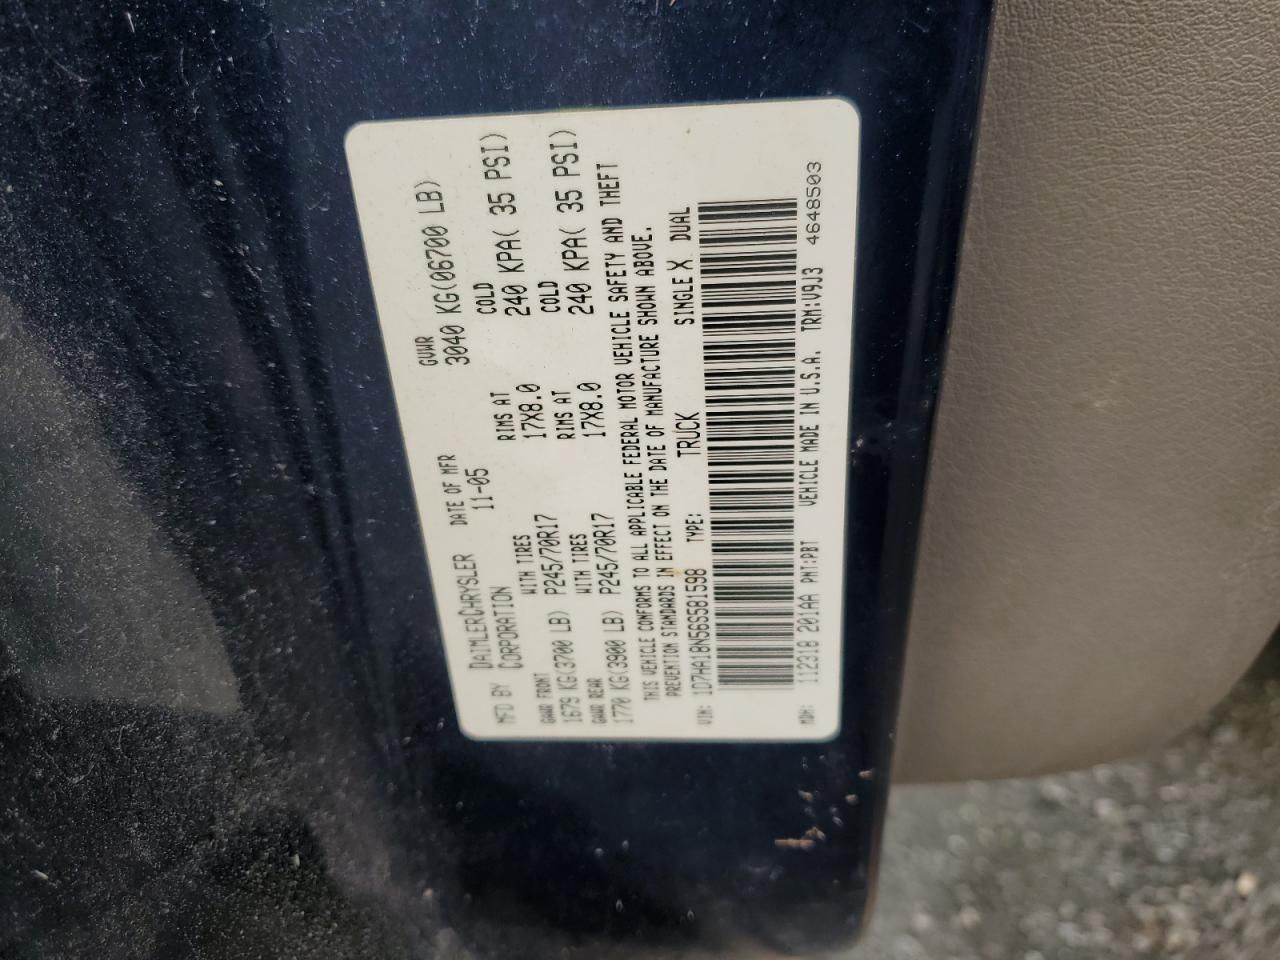 MFD BY DAIMLERCHRYSLER CORPORATION DATE OF MFR 11-05 GVWR 3040 KG(06700 LB)
GAWR FRONT WITH TIRES RIMS AT COLD
1679 KG(3700 LB) P245/70R17 17X8.0 240 KPA( 35 PSI)
GAWR REAR WITH TIRES RIMS AT COLD
1770 KG(3900 LB) P245/70R17 17X8.0 240 KPA( 35 PSI)
THIS VEHICLE CONFORMS TO ALL APPLICABLE FEDERAL MOTOR VEHICLE SAFETY AND THEFT
PREVENTION STANDARDS IN EFFECT ON THE DATE OF MANUFACTURE SHOWN ABOVE.
VIN: 1D7HA18N56S581598 TYPE: TRUCK SINGLE X DUAL
MDH: 112318 201AA PNT:PBT VEHICLE MADE IN U.S.A. TRM:V9J3 4648503